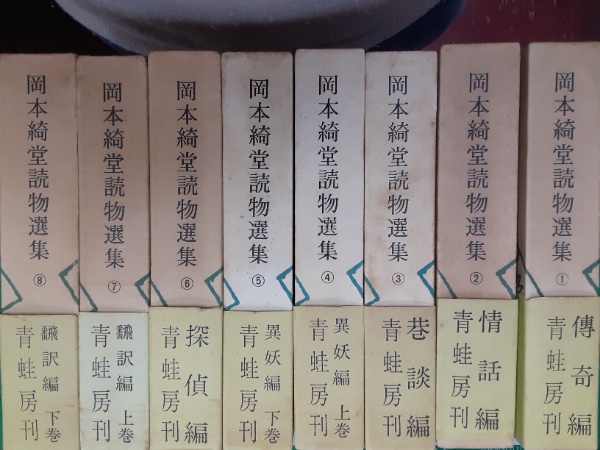 岡本綺堂読物選集 ①
傳奇編
青蛙房刊
岡本綺堂読物選集 ②
情話編
青蛙房刊
岡本綺堂読物選集 ③
巷談編
青蛙房刊
岡本綺堂読物選集 ④
異妖編 上巻
青蛙房刊
岡本綺堂読物選集 ⑤
異妖編 下巻
青蛙房刊
岡本綺堂読物選集 ⑥
探偵編
青蛙房刊
岡本綺堂読物選集 ⑦
飜訳編 上巻
青蛙房刊
岡本綺堂読物選集 ⑧
飜訳編 下巻
青蛙房刊